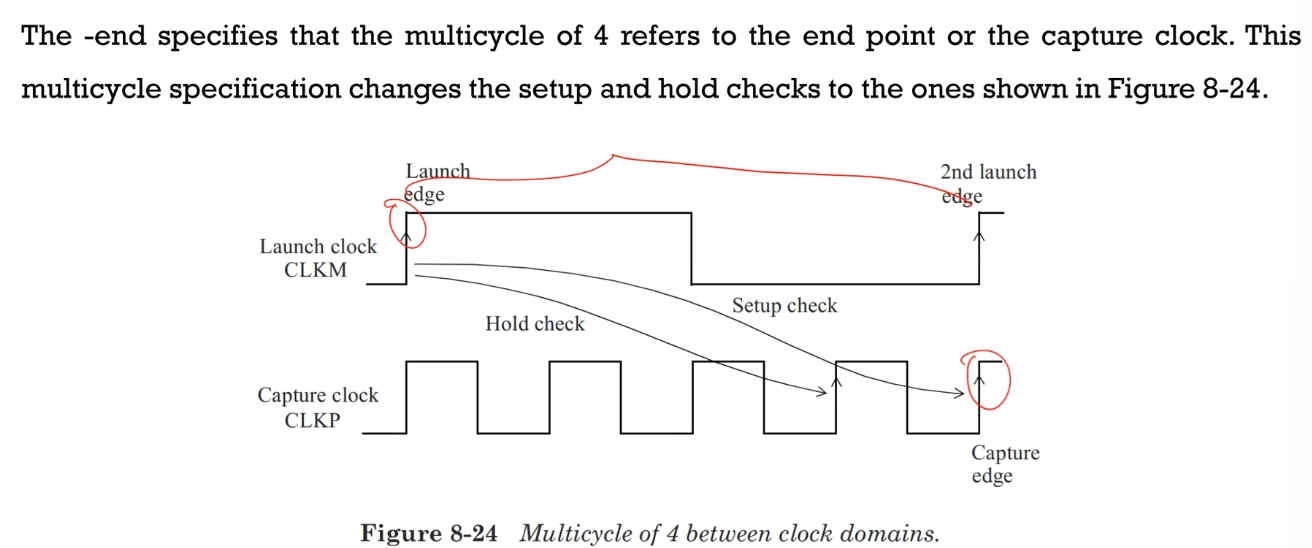 The -end specifies that the multicycle of 4 refers to the end point or the capture clock. This
multicycle specification changes the setup and hold checks to the ones shown in Figure 8-24.
Launch
edge
2nd launch
edge
Launch clock
CLKM
Setup check
Hold check
Capture clock
CLKP
Capture
edge
Figure 8-24 Multicycle of 4 between clock domains.